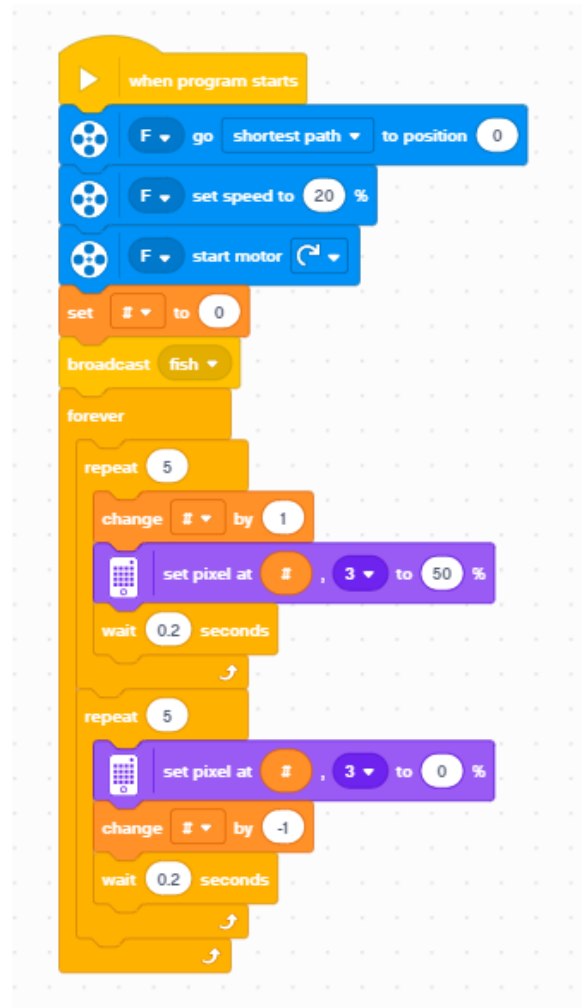 when program starts
F go shortest path to position 0
F set speed to 20 %
F start motor
set # to 0
broadcast fish
forever
repeat 5
change # by 1
set pixel at # , 3 to 50 %
wait 0.2 seconds
repeat 5
set pixel at # , 3 to 0 %
change # by -1
wait 0.2 seconds